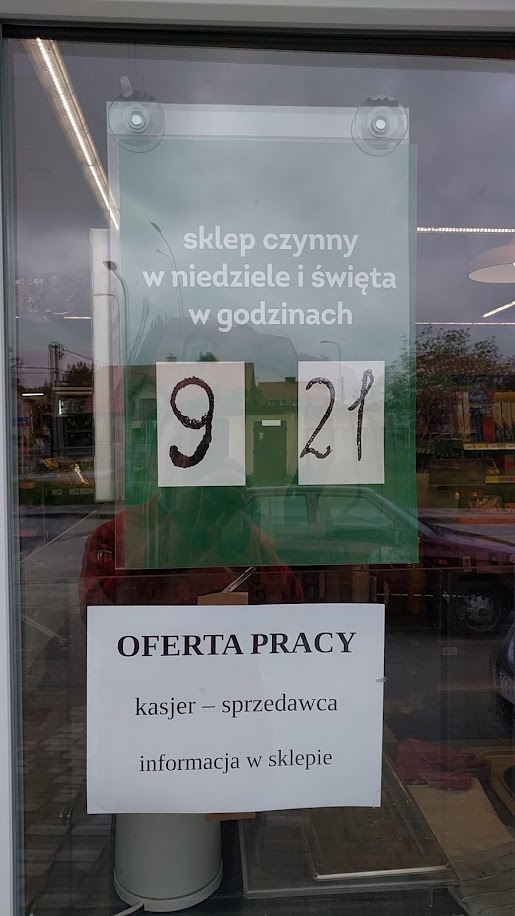 sklep czynny
w niedziele i święta
w godzinach
9 21
OFERTA PRACY
kasjer – sprzedawca
informacja w sklepie